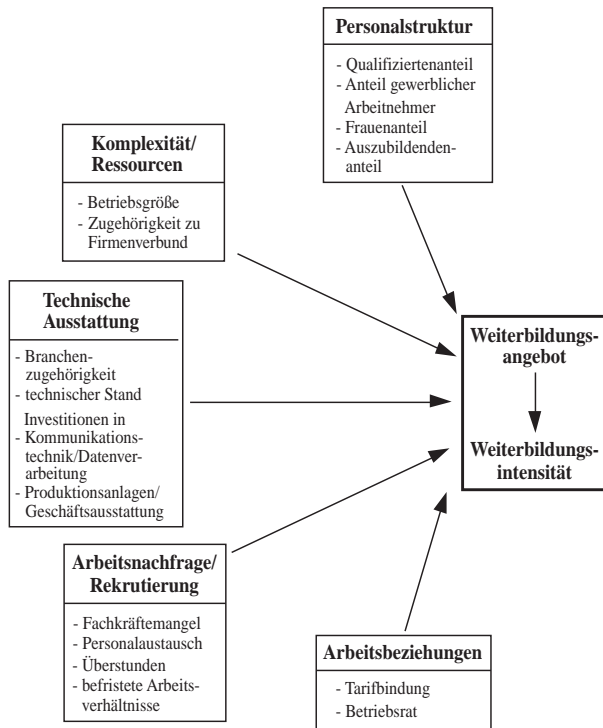 Personalstruktur
- Qualifiziertenanteil
- Anteil gewerblicher
Arbeitnehmer
- Frauenanteil
- Auszubildenden-
anteil
Komplexität/
Ressourcen
- Betriebsgröße
- Zugehörigkeit zu
Firmenverbund
Technische
Ausstattung
- Branchen-
zugehörigkeit
- technischer Stand
Investitionen in
- Kommunikations-
technik/Datenver-
arbeitung
- Produktionsanlagen/
Geschäftsausstattung
Weiterbildungs-
angebot
Weiterbildungs-
intensität
Arbeitsnachfrage/
Rekrutierung
- Fachkräftemangel
- Personalaustausch
- Überstunden
- befristete Arbeits-
verhältnisse
Arbeitsbeziehungen
- Tarifbindung
- Betriebsrat